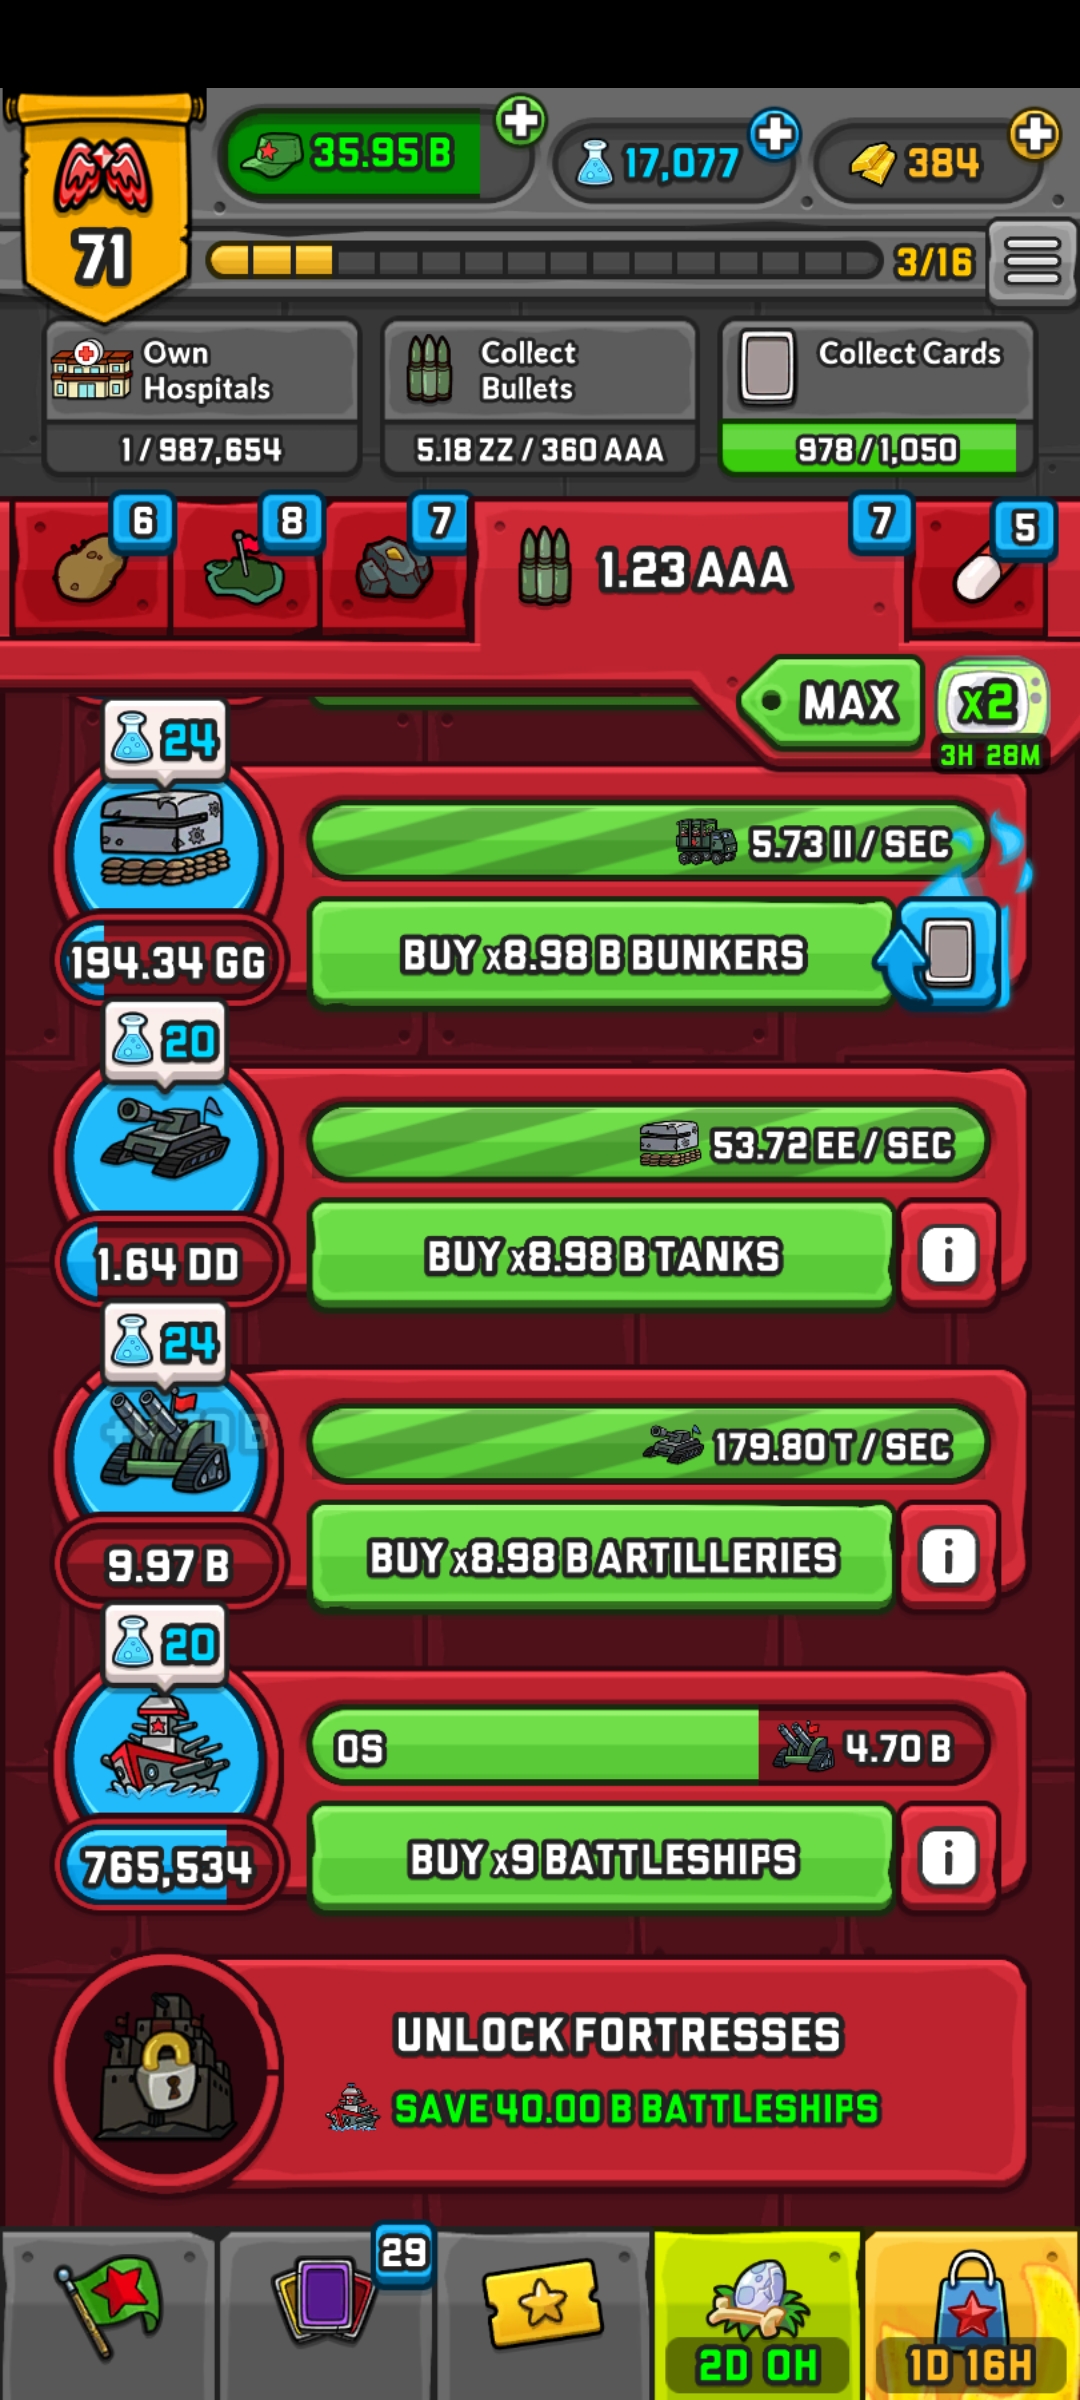 35.95 B
17,077
384
71
3/16
Own
Hospitals
1/987,654
Collect
Bullets
5.18 ZZ / 360 AAA
Collect Cards
978/1,050
6
8
7
1.23 AAA
7
5
MAX
x2
3H 28M
24
5.73 II / SEC
194.34 GG
BUY x8.98 B BUNKERS
20
53.72 EE / SEC
1.64 DD
BUY x8.98 B TANKS
i
24
179.80 T / SEC
9.97 B
BUY x8.98 B ARTILLERIES
i
20
0S
4.70 B
765,534
BUY x9 BATTLESHIPS
i
UNLOCK FORTRESSES
SAVE 40.00 B BATTLESHIPS
29
2D 0H
1D 16H